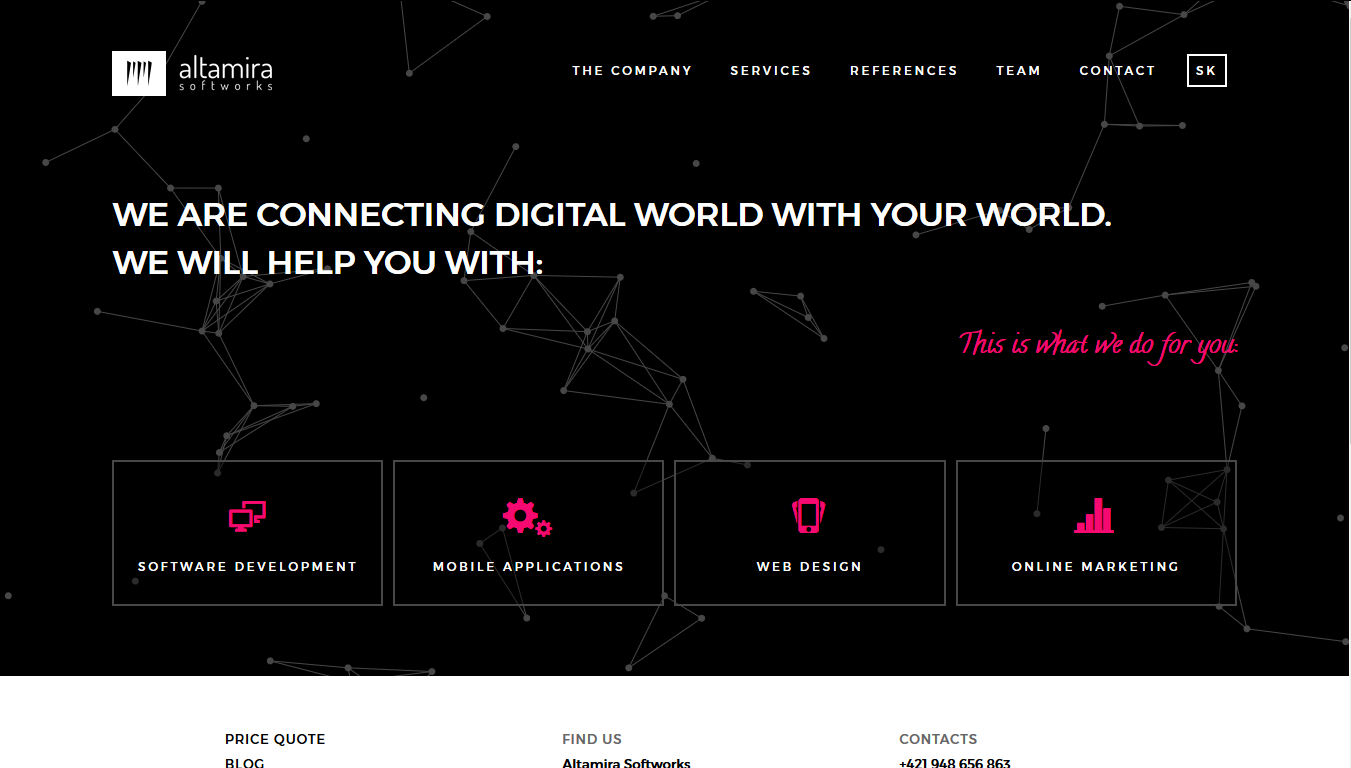 altamira
softworks
THE COMPANY SERVICES REFERENCES TEAM CONTACT SK
WE ARE CONNECTING DIGITAL WORLD WITH YOUR WORLD.
WE WILL HELP YOU WITH:
This is what we do for you:
SOFTWARE DEVELOPMENT MOBILE APPLICATIONS WEB DESIGN ONLINE MARKETING
PRICE QUOTE FIND US CONTACTS
BLOG Altamira Softworks +421 948 656 863